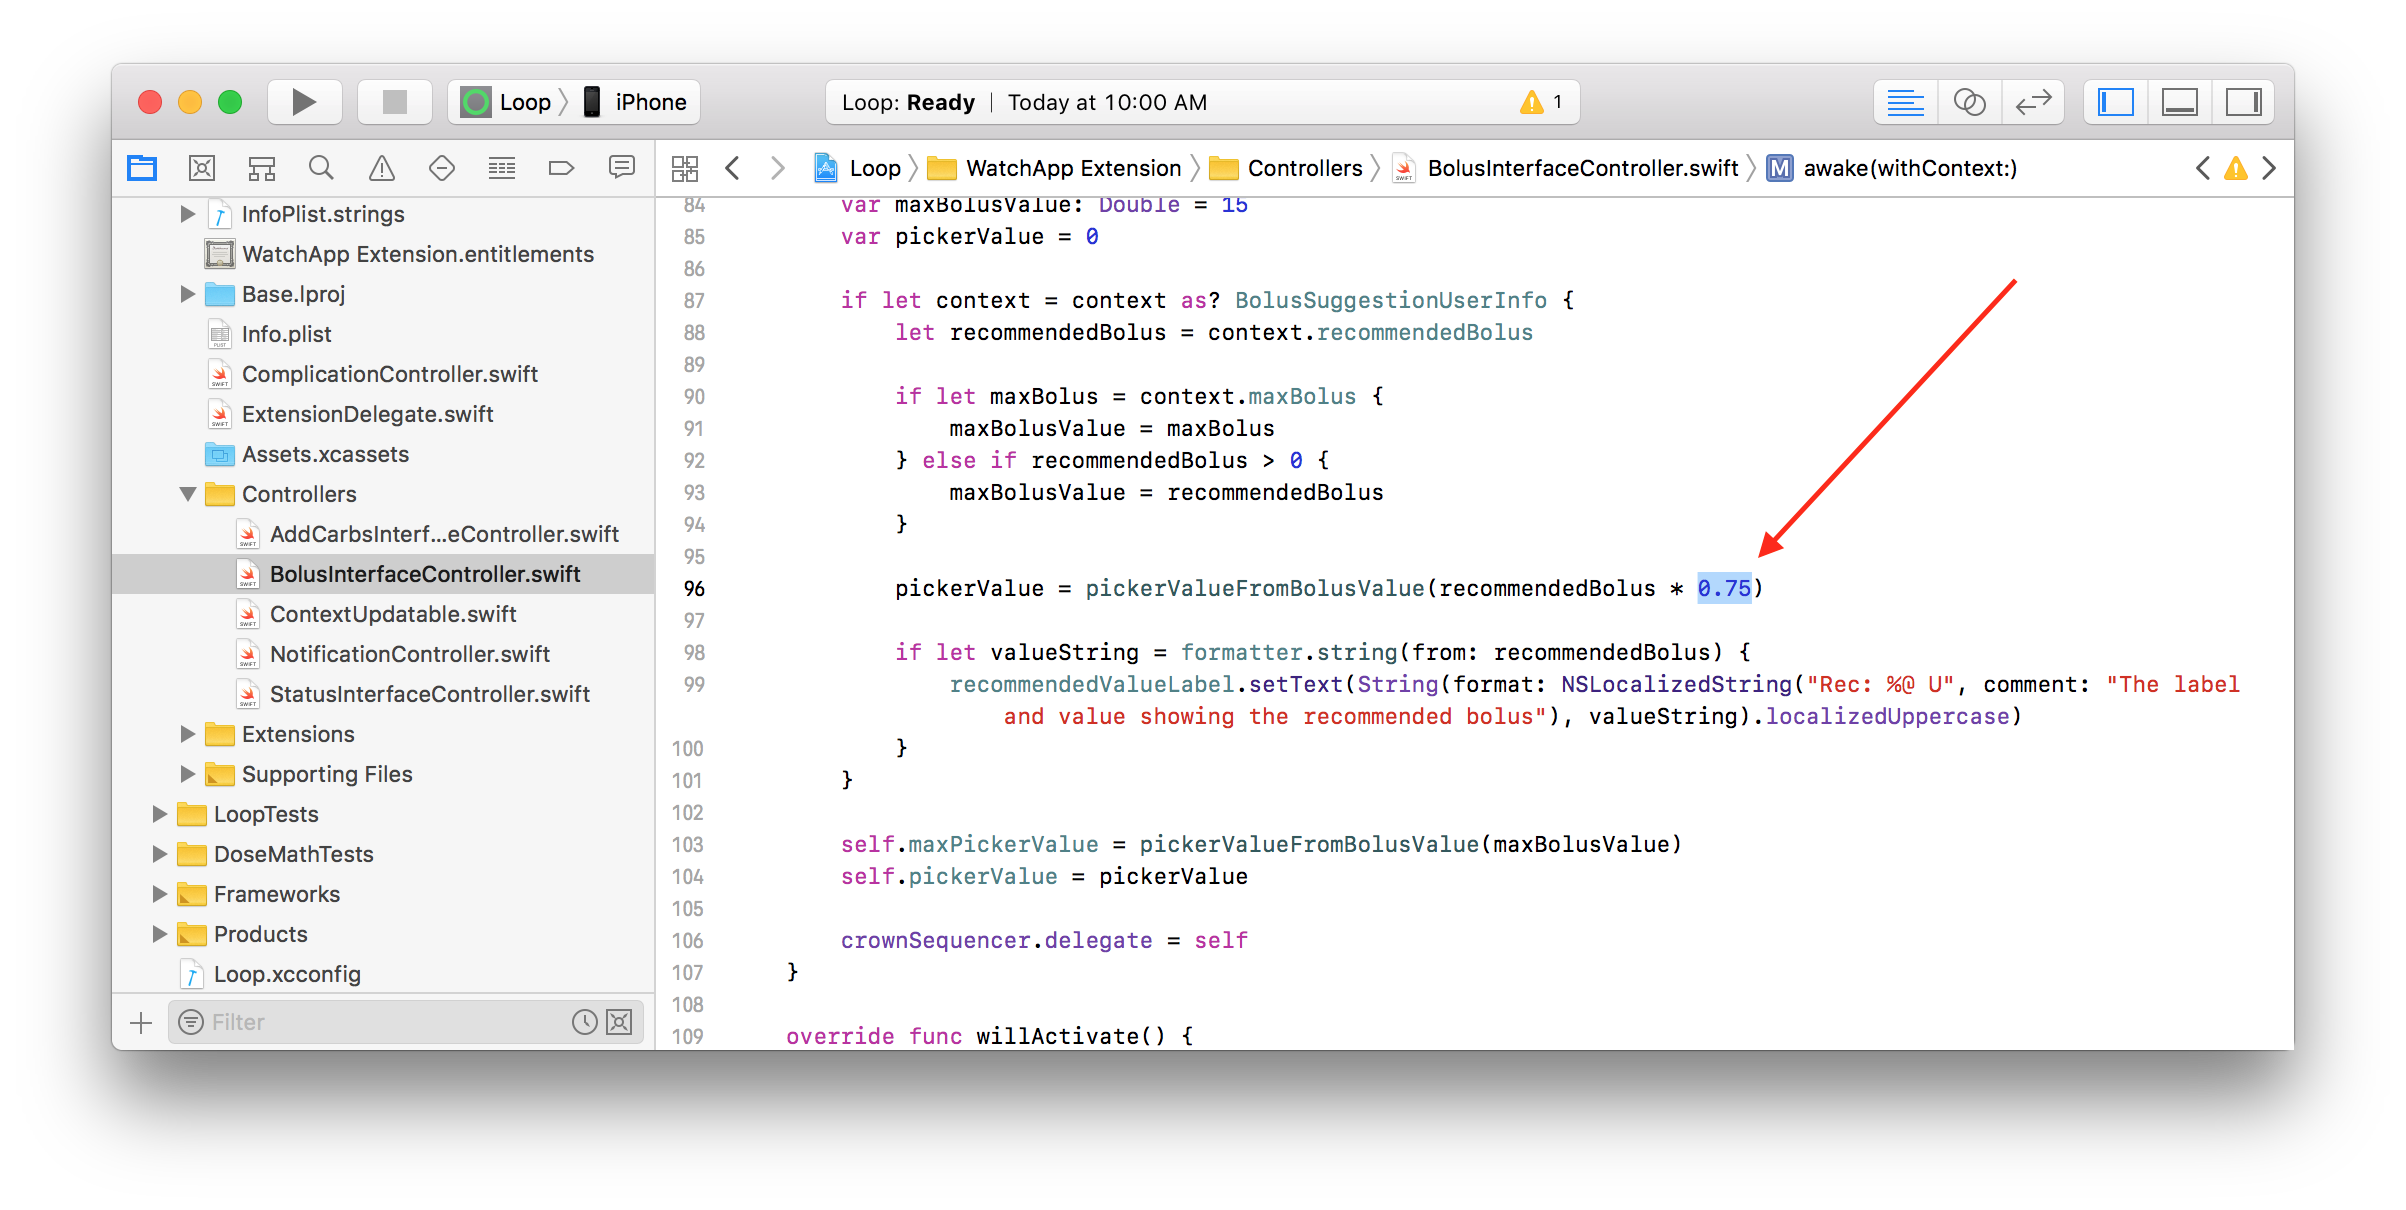 Loop
iPhone
Loop: Ready | Today at 10:00 AM
1
Loop
WatchApp Extension
Controllers
BolusInterfaceController.swift
M awake(withContext:)
InfoPlist.strings
WatchApp Extension.entitlements
Base.lproj
Info.plist
ComplicationController.swift
ExtensionDelegate.swift
Assets.xcassets
Controllers
AddCarbsInterf...eController.swift
BolusInterfaceController.swift
ContextUpdatable.swift
NotificationController.swift
StatusInterfaceController.swift
Extensions
Supporting Files
LoopTests
DoseMathTests
Frameworks
Products
Loop.xcconfig
Filter
84 var maxBolusValue: Double = 15
85 var pickerValue = 0
86
87 if let context = context as? BolusSuggestionUserInfo {
88 let recommendedBolus = context.recommendedBolus
89
90 if let maxBolus = context.maxBolus {
91 maxBolusValue = maxBolus
92 } else if recommendedBolus > 0 {
93 maxBolusValue = recommendedBolus
94 }
95
96 pickerValue = pickerValueFromBolusValue(recommendedBolus * 0.75)
97
98 if let valueString = formatter.string(from: recommendedBolus) {
99 recommendedValueLabel.setText(String(format: NSLocalizedString("Rec: %@ U", comment: "The label
and value showing the recommended bolus"), valueString).localizedUppercase)
100 }
101 }
102
103 self.maxPickerValue = pickerValueFromBolusValue(maxBolusValue)
104 self.pickerValue = pickerValue
105
106 crownSequencer.delegate = self
107 }
108
109 override func willActivate() {